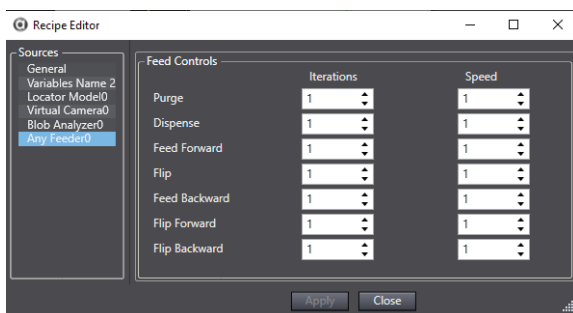 Recipe Editor
Sources
General
Variables Name 2
Locator Model0
Virtual Camera0
Blob Analyzer0
Any Feeder0
Feed Controls
Iterations Speed
Purge 1 1
Dispense 1 1
Feed Forward 1 1
Flip 1 1
Feed Backward 1 1
Flip Forward 1 1
Flip Backward 1 1
Apply Close